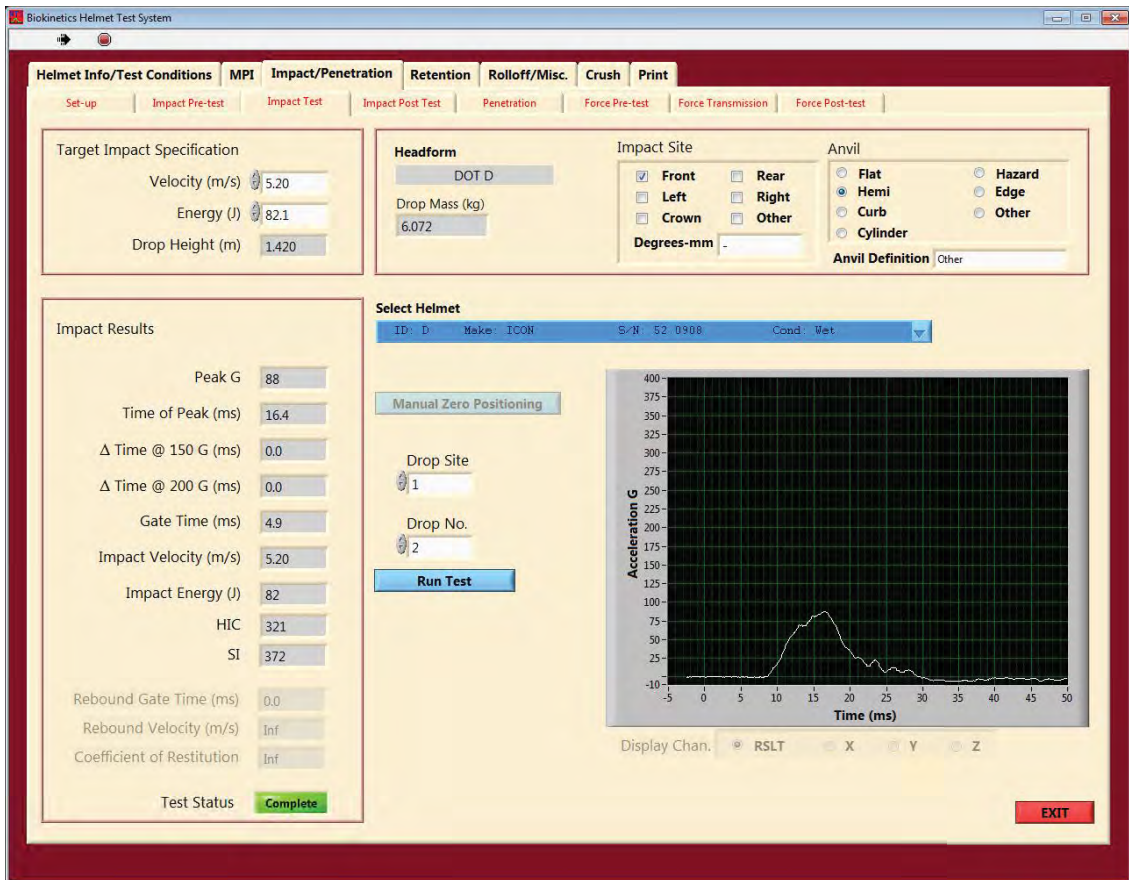 Biokinetics Helmet Test System
Helmet Info/Test Conditions MPI Impact/Penetration Retention Rolloff/Misc. Crush Print
Set-up Impact Pre-test Impact Test Impact Post Test Penetration Force Pre-test Force Transmission Force Post-test
Target Impact Specification
Velocity (m/s) 5.20
Energy (J) 82.1
Drop Height (m) 1.420
Headform
DOT D
Drop Mass (kg)
6.072
Impact Site
Front Rear
Left Right
Crown Other
Degrees-mm -
Anvil
Flat Hazard
Hemi Edge
Curb Other
Cylinder
Anvil Definition Other
Impact Results
Peak G 88
Time of Peak (ms) 16.4
Δ Time @ 150 G (ms) 0.0
Δ Time @ 200 G (ms) 0.0
Gate Time (ms) 4.9
Impact Velocity (m/s) 5.20
Impact Energy (J) 82
HIC 321
SI 372
Rebound Gate Time (ms) 0.0
Rebound Velocity (m/s) Inf
Coefficient of Restitution Inf
Test Status Complete
Select Helmet
ID: D Make: ICON S/N: 52 0908 Cond: Wet
Manual Zero Positioning
Drop Site
1
Drop No.
2
Run Test
Acceleration G
400
375
350
325
300
275
250
225
200
175
150
125
100
75
50
25
-10
-5 0 5 10 15 20 25 30 35 40 45 50
Time (ms)
Display Chan. RSLT X Y Z
EXIT